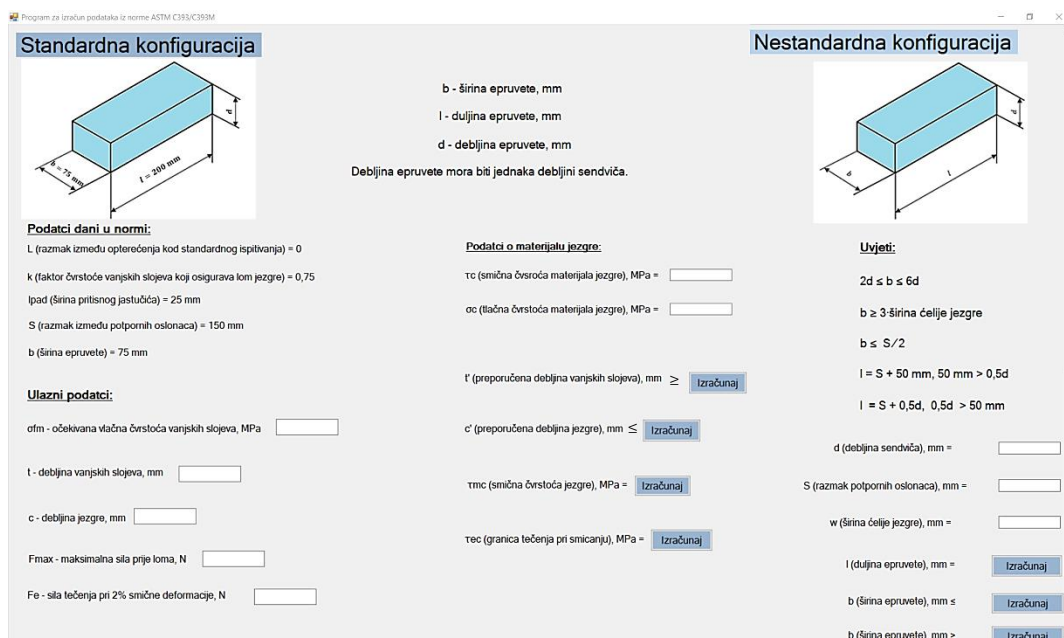 Program za izračun podataka iz norme ASTM C393/C393M
Standardna konfiguracija
b = 75 mm
l = 200 mm
d
b - širina epruvete, mm
l - duljina epruvete, mm
d - debljina epruvete, mm
Debljina epruvete mora biti jednaka debljini sendviča.
Nestandardna konfiguracija
b
l
d
Podatci dani u normi:
L (razmak između opterećenja kod standardnog ispitivanja) = 0
k (faktor čvrstoće vanjskih slojeva koji osigurava lom jezgre) = 0,75
lpad (širina pritisnog jastučića) = 25 mm
S (razmak između potpornih oslonaca) = 150 mm
b (širina epruvete) = 75 mm
Ulazni podatci:
σfm - očekivana vlačna čvrstoća vanjskih slojeva, MPa
t - debljina vanjskih slojeva, mm
c - debljina jezgre, mm
Fmax - maksimalna sila prije loma, N
Fe - sila tečenja pri 2% smične deformacije, N
Podatci o materijalu jezgre:
τc (smična čvsroća materijala jezgre), MPa =
σc (tlačna čvrstoća materijala jezgre), MPa =
t' (preporučena debljina vanjskih slojeva), mm ≥ Izračunaj
c' (preporučena debljina jezgre), mm ≤ Izračunaj
τmc (smična čvrstoća jezgre), MPa = Izračunaj
τec (granica tečenja pri smicanju), MPa = Izračunaj
Uvjeti:
2d ≤ b ≤ 6d
b ≥ 3·širina ćelije jezgre
b ≤ S/2
l = S + 50 mm, 50 mm > 0,5d
l = S + 0,5d, 0,5d > 50 mm
d (debljina sendviča), mm =
S (razmak potpornih oslonaca), mm =
w (širina ćelije jezgre), mm =
l (duljina epruvete), mm = Izračunaj
b (širina epruvete), mm ≤ Izračunaj
b (širina epruvete), mm ≥ Izračunaj